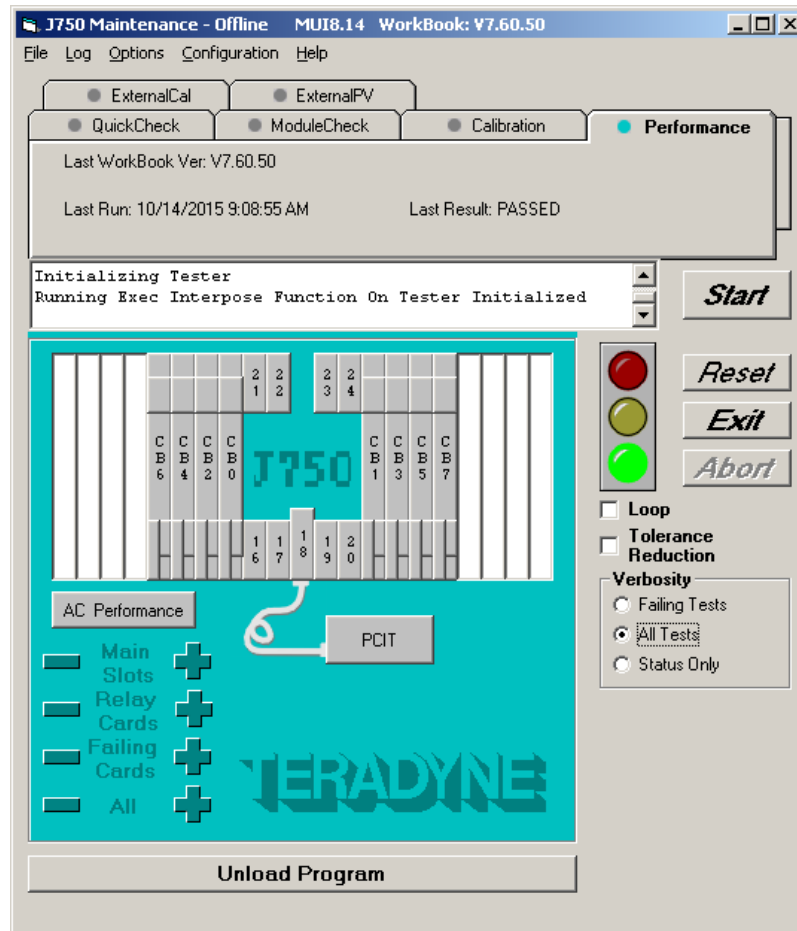 J750 Maintenance - Offline MUI8.14 WorkBook: V7.60.50
File Log Options Configuration Help
ExternalCal ExternalPV
QuickCheck ModuleCheck Calibration Performance
Last WorkBook Ver: V7.60.50
Last Run: 10/14/2015 9:08:55 AM Last Result: PASSED
Initializing Tester
Running Exec Interpose Function On Tester Initialized
Start
Reset
Exit
Abort
21 22 23 24
CB6 CB4 CB2 CB0 J750 CB1 CB3 CB5 CB7
16 17 18 19 20
Loop
Tolerance
Reduction
Verbosity
Failing Tests
All Tests
Status Only
AC Performance
PCIT
Main
Slots
Relay
Cards
Failing
Cards
All
TERADYNE
Unload Program